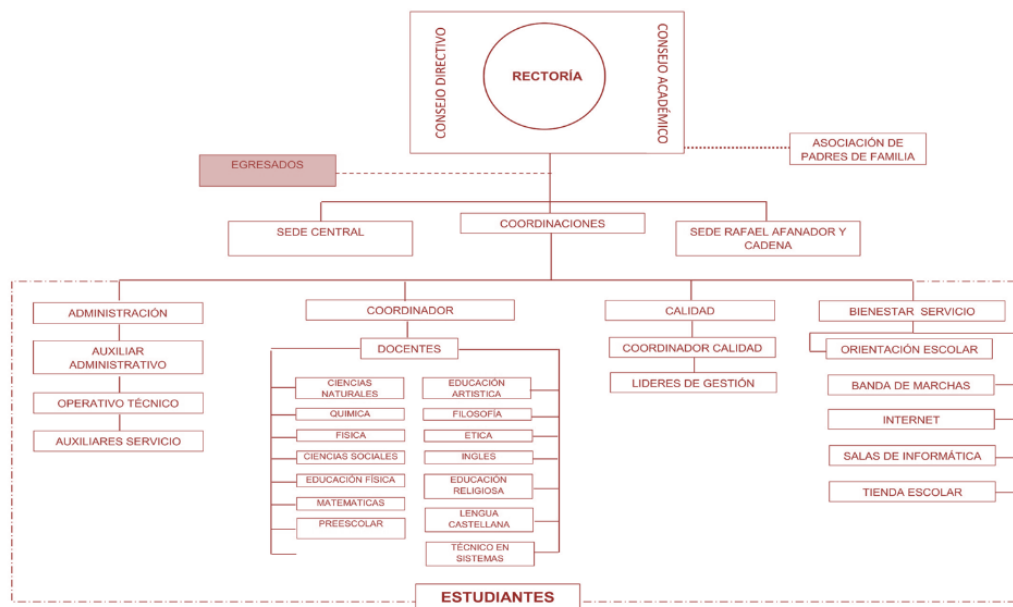 CONSEJO DIRECTIVO
RECTORÍA
CONSEJO ACADÉMICO
ASOCIACIÓN DE
PADRES DE FAMILIA
EGRESADOS
SEDE CENTRAL
COORDINACIONES
SEDE RAFAEL AFANADOR Y
CADENA
ADMINISTRACIÓN
AUXILIAR
ADMINISTRATIVO
OPERATIVO TÉCNICO
AUXILIARES SERVICIO
COORDINADOR
DOCENTES
CIENCIAS
NATURALES
QUIMICA
FISICA
CIENCIAS SOCIALES
EDUCACIÓN FÍSICA
MATEMATICAS
PREESCOLAR
EDUCACIÓN
ARTISTICA
FILOSOFÍA
ETICA
INGLES
EDUCACIÓN
RELIGIOSA
LENGUA
CASTELLANA
TÉCNICO EN
SISTEMAS
CALIDAD
COORDINADOR CALIDAD
LIDERES DE GESTIÓN
BIENESTAR SERVICIO
ORIENTACIÓN ESCOLAR
BANDA DE MARCHAS
INTERNET
SALAS DE INFORMÁTICA
TIENDA ESCOLAR
ESTUDIANTES